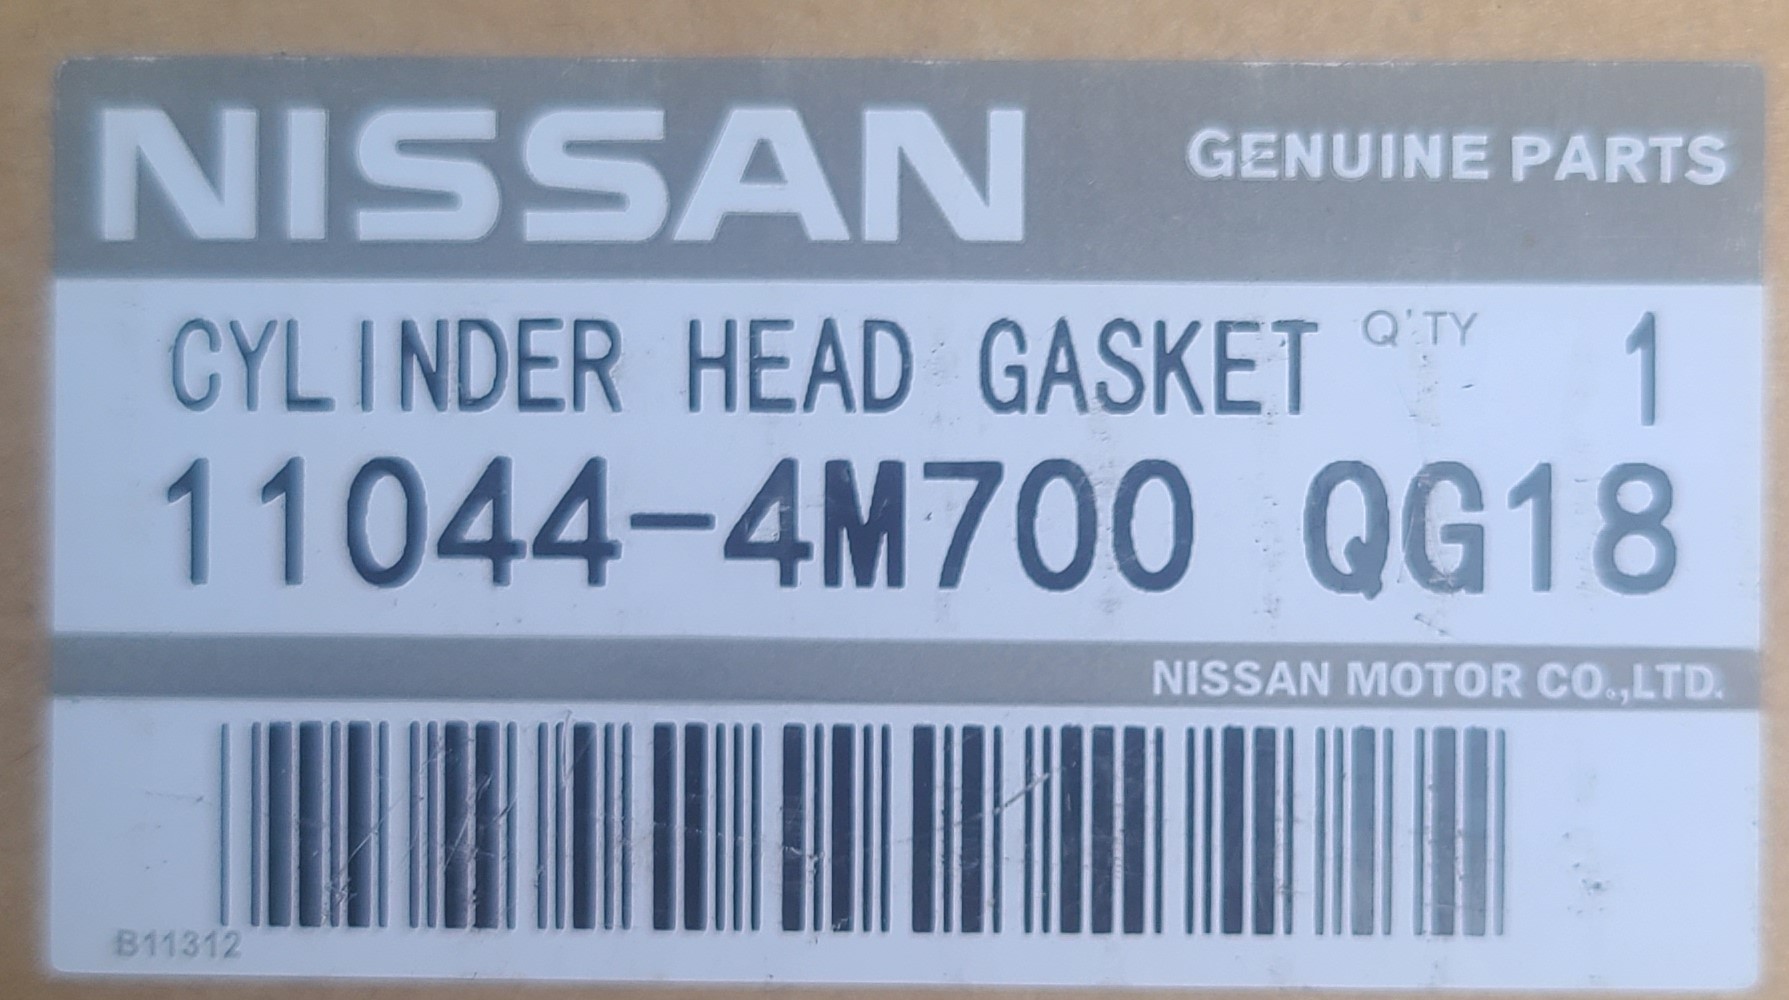 NISSAN GENUINE PARTS
CYLINDER HEAD GASKET Q'TY 1
11044-4M700 QG18
NISSAN MOTOR CO.,LTD.
B11312